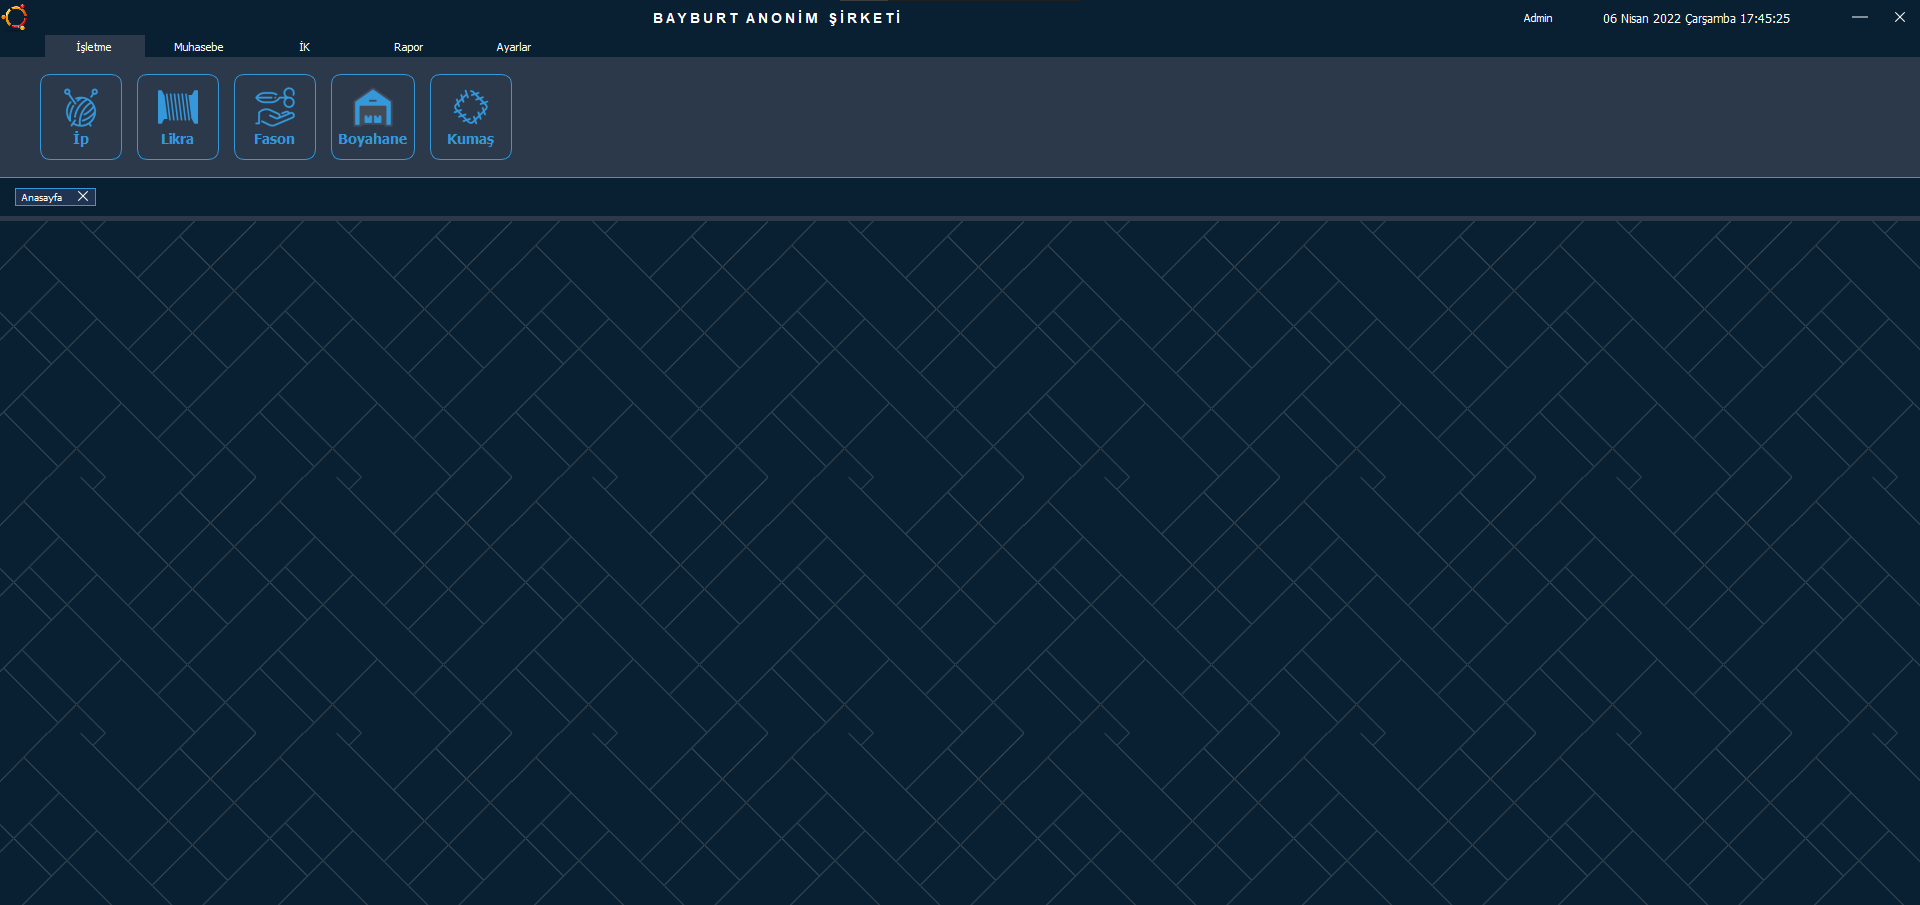 BAYBURT ANONİM ŞİRKETİ
Admin
06 Nisan 2022 Çarşamba 17:45:25
İşletme Muhasebe İK Rapor Ayarlar
İp Likra Fason Boyahane Kumaş
Anasayfa